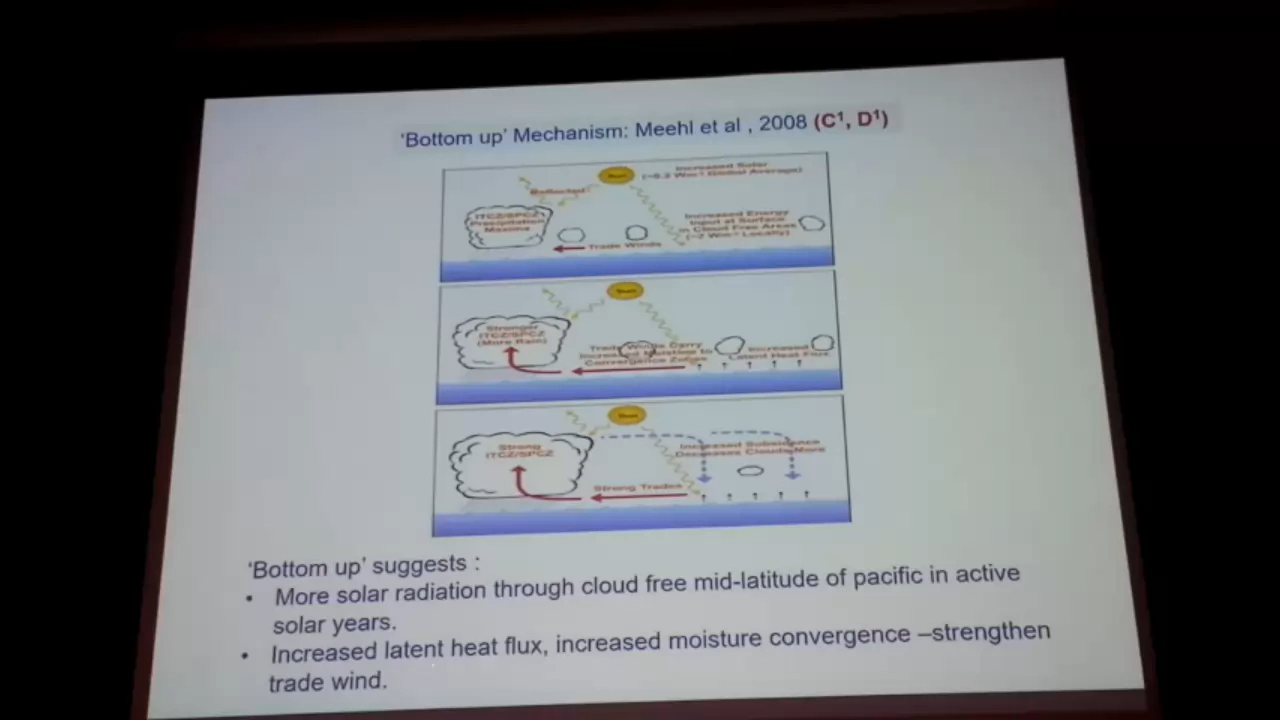 ‘Bottom up’ Mechanism: Meehl et al , 2008 (C¹, D¹)
Increased Solar
(~0.2 Wm⁻² Global Average)
Sun
Reflected
ITCZ/SPCZ
Precipitation
Maxima
Increased Energy
Input at Surface
in Cloud Free Areas
(~2 Wm⁻² Locally)
Trade Winds
Sun
Stronger
ITCZ/SPCZ
(More Rain)
Trade Winds Carry
Increased Moisture to
Convergence Zones
Increased
Latent Heat Flux
Sun
Strong
ITCZ/SPCZ
Increased Subsidence
Decreases Clouds More
Strong Trades
‘Bottom up’ suggests :
• More solar radiation through cloud free mid-latitude of pacific in active
solar years.
• Increased latent heat flux, increased moisture convergence –strengthen
trade wind.